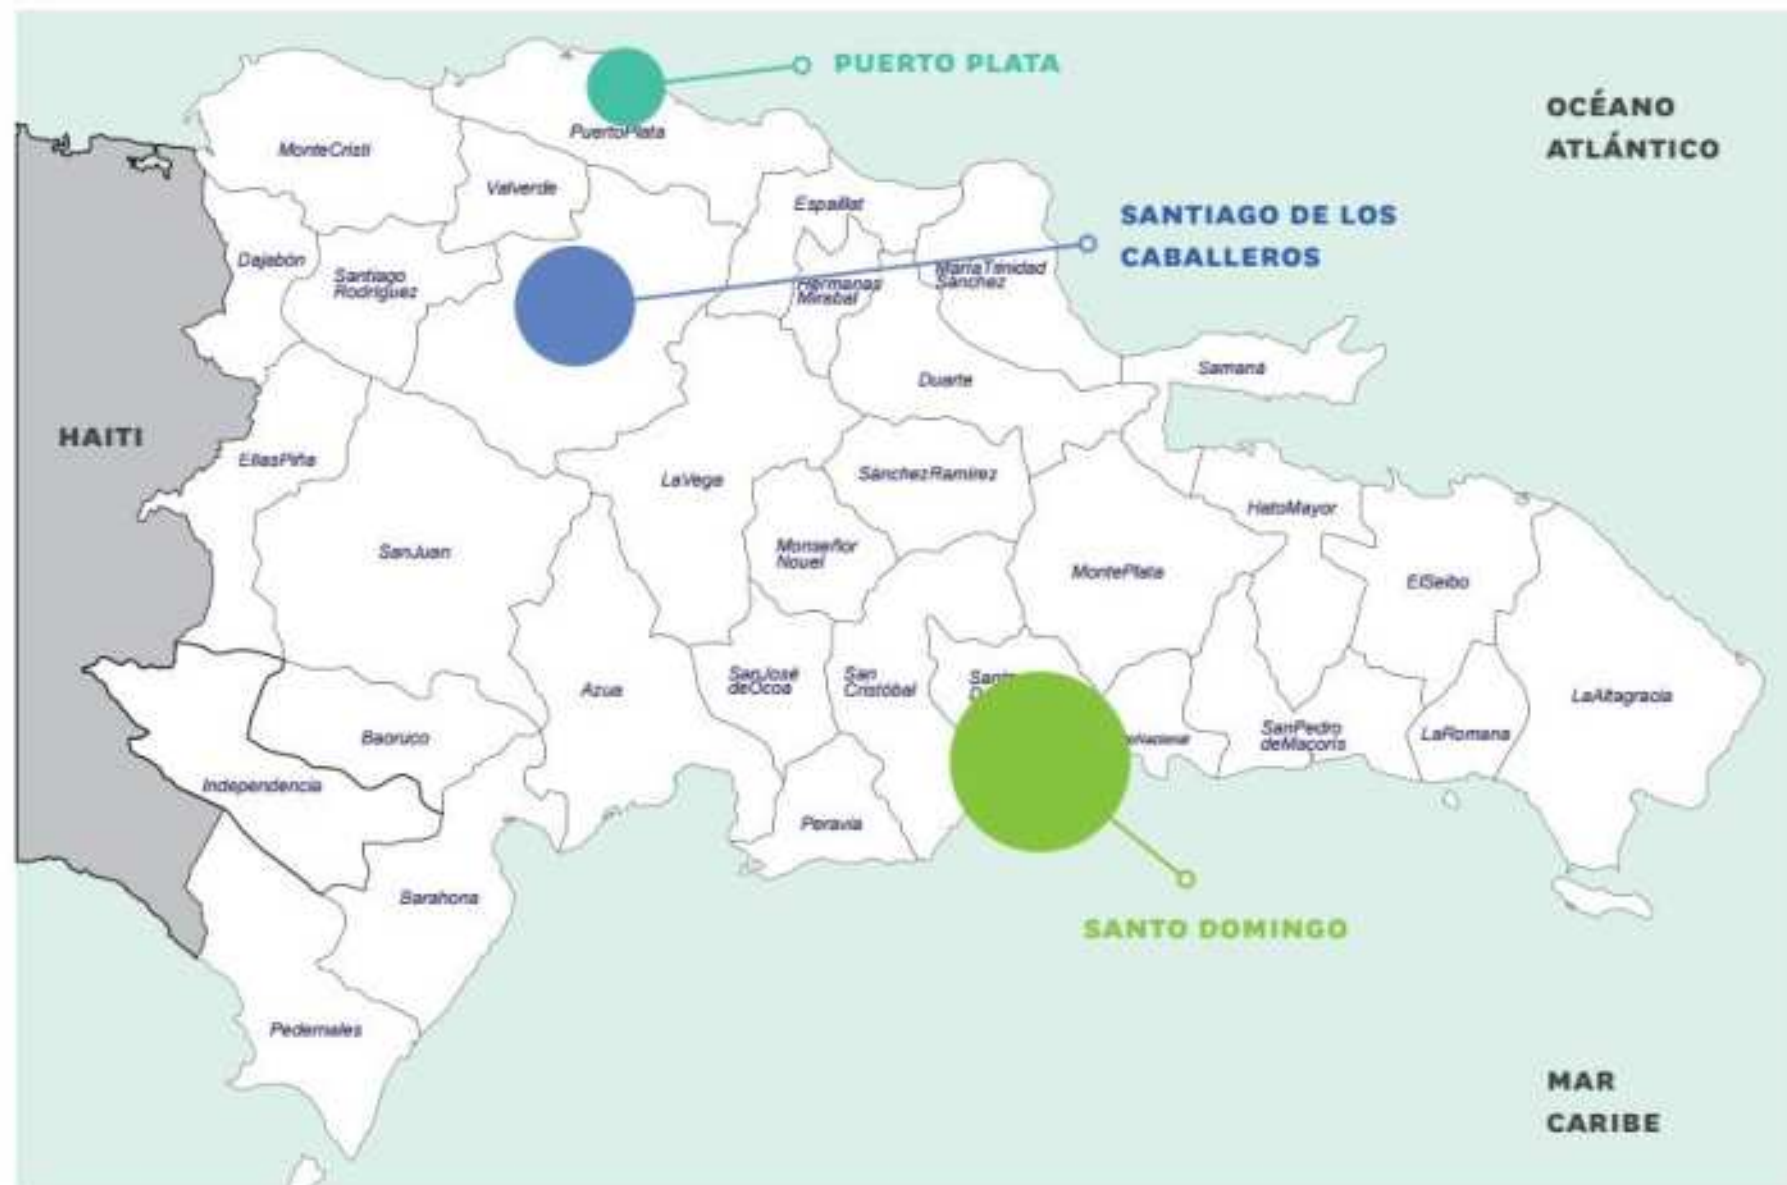 PUERTO PLATA
OCÉANO
ATLÁNTICO
PuertoPlata
MonteCristi
Valverde
Espaillat
SANTIAGO DE LOS
CABALLEROS
Dajabón
Santiago
Rodríguez
MaríaTrinidad
Sánchez
Hermanas
Mirabal
Samaná
Duarte
HAITI
ElíasPiña
LaVega
SánchezRamírez
HatoMayor
SanJuan
Monseñor
Nouel
MontePlata
ElSeibo
Azua
SanJosé
deOcoa
San
Cristóbal
LaAltagracia
Baoruco
SanPedro
deMacorís
LaRomana
Independencia
Peravia
Barahona
SANTO DOMINGO
Pedernales
MAR
CARIBE